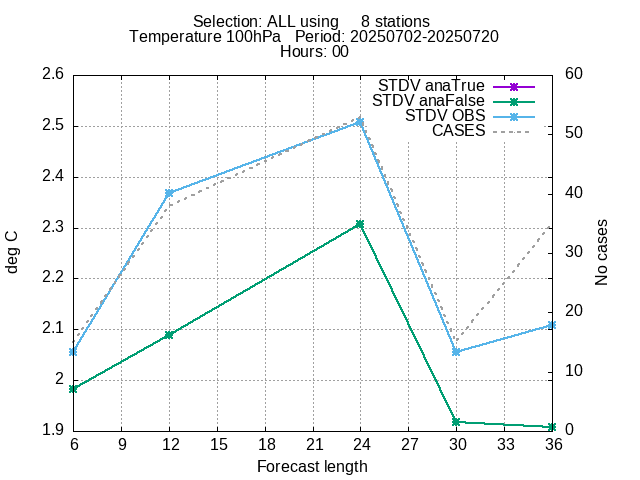 Selection: ALL using 8 stations
Temperature 100hPa Period: 20250702-20250720
Hours: 00
STDV anaTrue
STDV anaFalse
STDV OBS
CASES
deg C
2.6
2.5
2.4
2.3
2.2
2.1
2
1.9
No cases
60
50
40
30
20
10
0
6 9 12 15 18 21 24 27 30 33 36
Forecast length